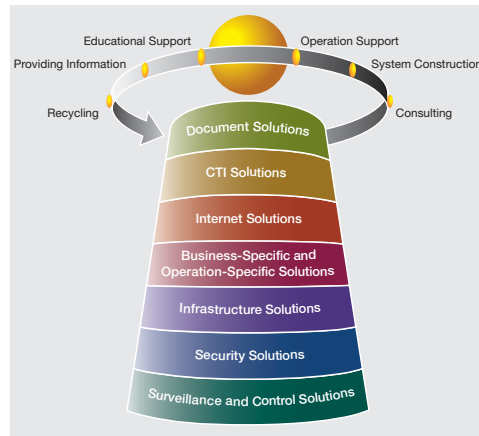 Educational Support
Operation Support
Providing Information
System Construction
Recycling
Consulting
Document Solutions
CTI Solutions
Internet Solutions
Business-Specific and
Operation-Specific Solutions
Infrastructure Solutions
Security Solutions
Surveillance and Control Solutions